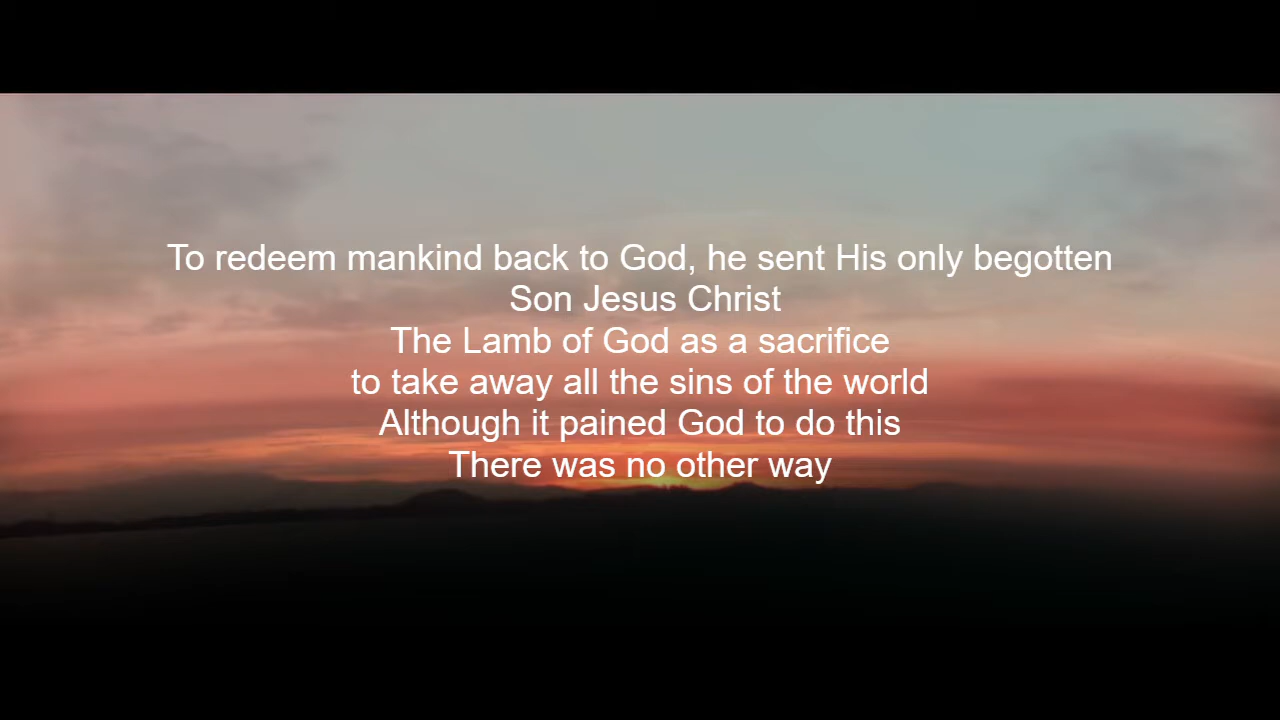 To redeem mankind back to God, he sent His only begotten
Son Jesus Christ
The Lamb of God as a sacrifice
to take away all the sins of the world
Although it pained God to do this
There was no other way